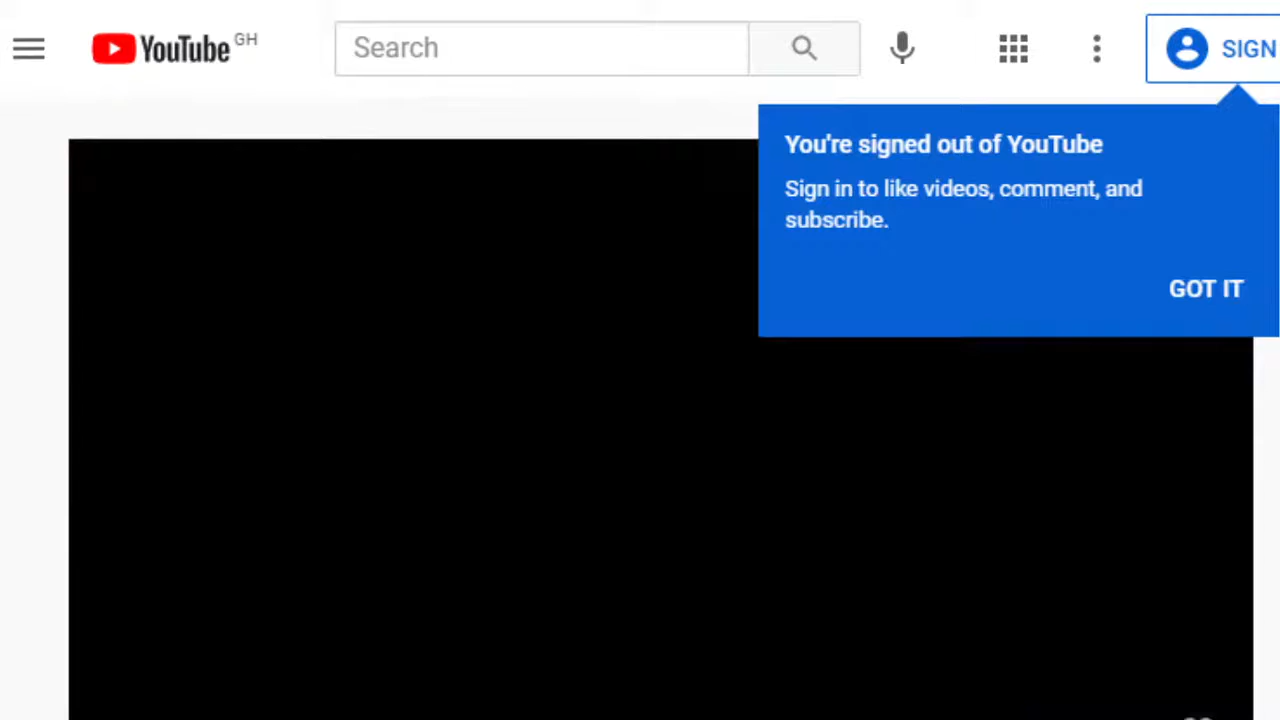 YouTube GH
Search
SIGN
You're signed out of YouTube
Sign in to like videos, comment, and
subscribe.
GOT IT